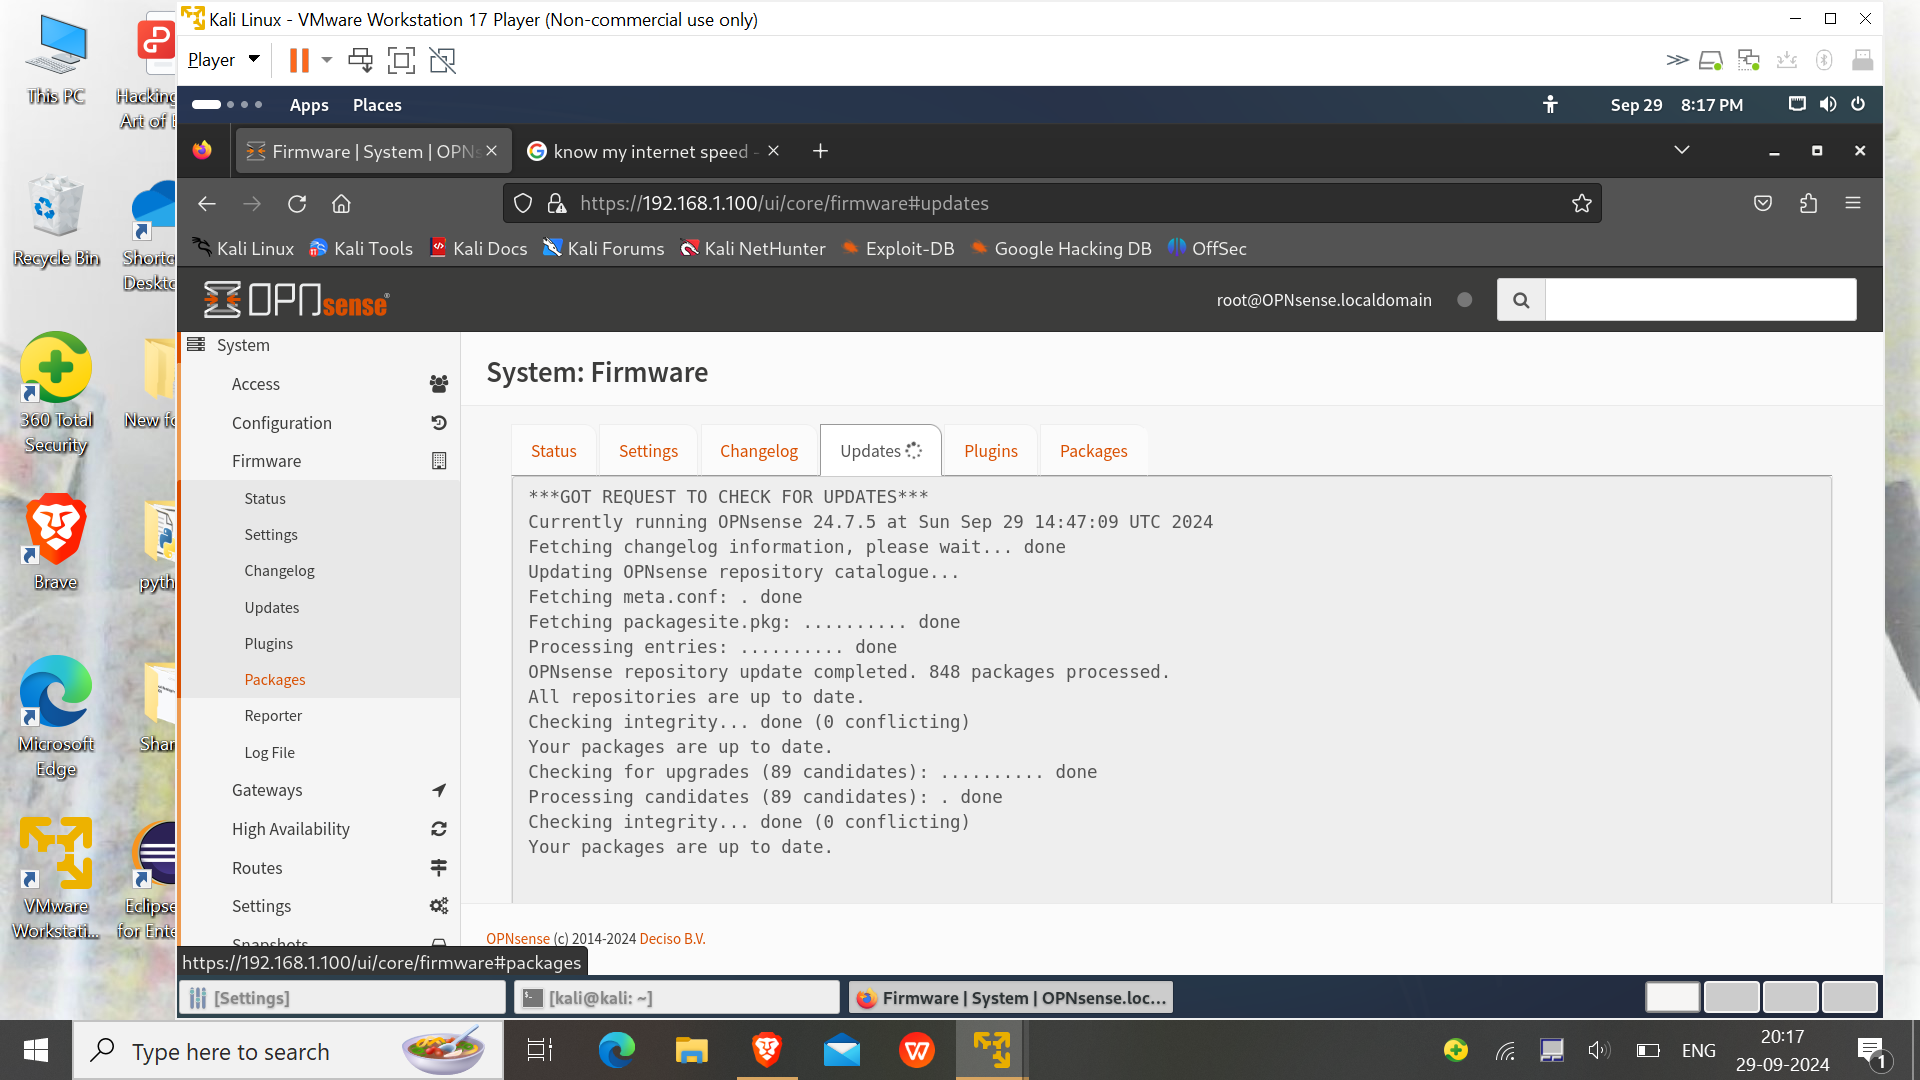 Kali Linux - VMware Workstation 17 Player (Non-commercial use only)
Player
This PC
Hacking
Art of
Recycle Bin
Shortc
Deskto
360 Total
Security
New fo
Brave
pyth
Microsoft
Edge
Shar
VMware
Workstati...
Eclipse
for Ente
Apps
Places
Sep 29 8:17 PM
Firmware | System | OPNs
know my internet speed -
https://192.168.1.100/ui/core/firmware#updates
Kali Linux
Kali Tools
Kali Docs
Kali Forums
Kali NetHunter
Exploit-DB
Google Hacking DB
OffSec
OPNsense®
root@OPNsense.localdomain
System
Access
Configuration
Firmware
Status
Settings
Changelog
Updates
Plugins
Packages
Reporter
Log File
Gateways
High Availability
Routes
Settings
Snapshots
System: Firmware
Status
Settings
Changelog
Updates
Plugins
Packages
***GOT REQUEST TO CHECK FOR UPDATES***
Currently running OPNsense 24.7.5 at Sun Sep 29 14:47:09 UTC 2024
Fetching changelog information, please wait... done
Updating OPNsense repository catalogue...
Fetching meta.conf: . done
Fetching packagesite.pkg: .......... done
Processing entries: .......... done
OPNsense repository update completed. 848 packages processed.
All repositories are up to date.
Checking integrity... done (0 conflicting)
Your packages are up to date.
Checking for upgrades (89 candidates): .......... done
Processing candidates (89 candidates): . done
Checking integrity... done (0 conflicting)
Your packages are up to date.
OPNsense (c) 2014-2024 Deciso B.V.
https://192.168.1.100/ui/core/firmware#packages
[Settings]
[kali@kali: ~]
Firmware | System | OPNsense.loc...
Type here to search
ENG
20:17
29-09-2024
1